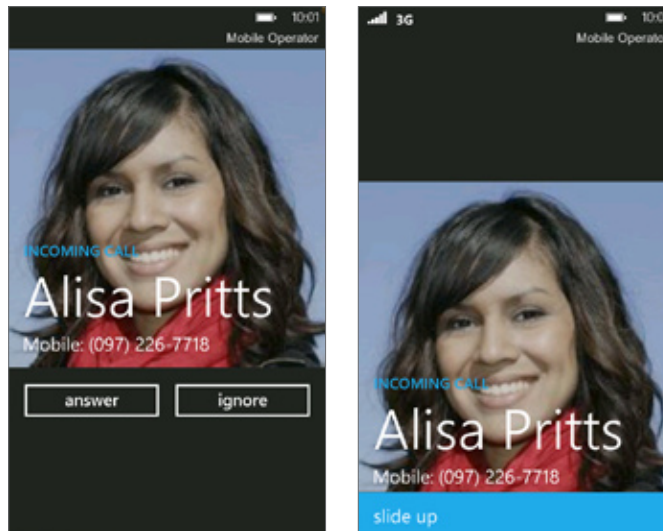 10:01
Mobile Operator
INCOMING CALL
Alisa Pritts
Mobile: (097) 226-7718
answer ignore
3G
Mobile
INCOMING CALL
Alisa Pritts
Mobile: (097) 226-7718
slide up